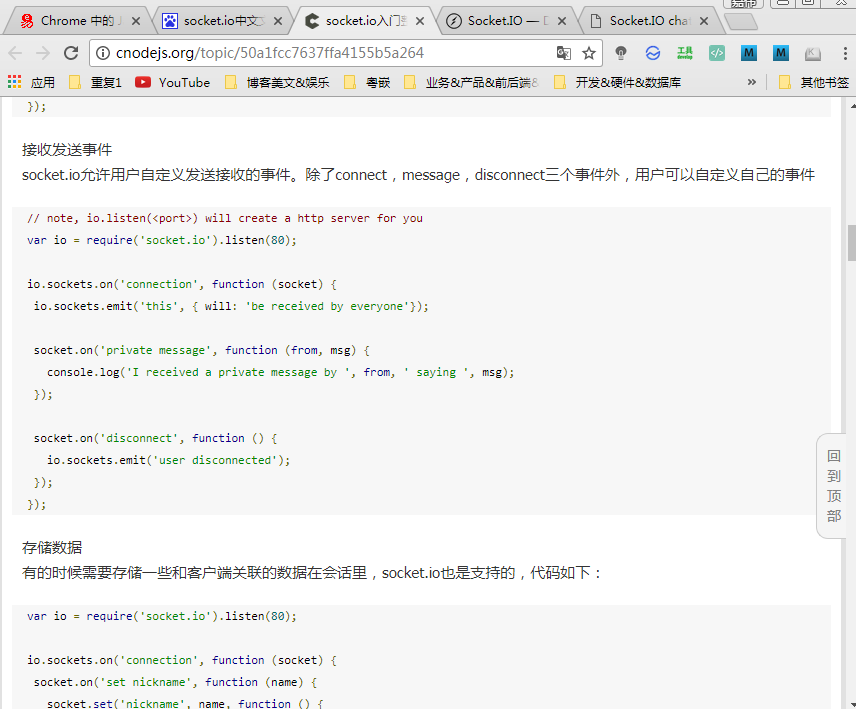 Chrome 中的
socket.io中文
socket.io入门
Socket.IO —
Socket.IO cha
cnodejs.org/topic/50a1fcc7637ffa4155b5a264
应用
重复1
YouTube
博客美文&娱乐
粤嵌
业务&产品&前后端&
开发&硬件&数据库
»
其他书签
});
接收发送事件
socket.io允许用户自定义发送接收的事件。除了connect，message，disconnect三个事件外，用户可以自定义自己的事件
// note, io.listen(<port>) will create a http server for you
var io = require('socket.io').listen(80);
io.sockets.on('connection', function (socket) {
io.sockets.emit('this', { will: 'be received by everyone'});
socket.on('private message', function (from, msg) {
console.log('I received a private message by ', from, ' saying ', msg);
});
socket.on('disconnect', function () {
io.sockets.emit('user disconnected');
});
});
回
到
顶
部
存储数据
有的时候需要存储一些和客户端关联的数据在会话里，socket.io也是支持的，代码如下：
var io = require('socket.io').listen(80);
io.sockets.on('connection', function (socket) {
socket.on('set nickname', function (name) {
socket.set('nickname', name, function () {